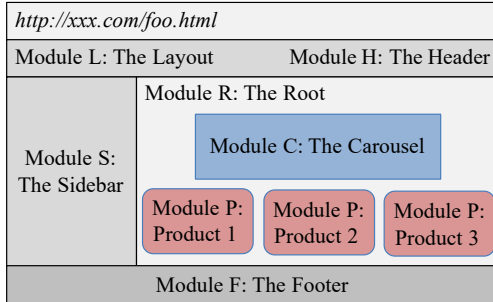 http://xxx.com/foo.html
Module L: The Layout Module H: The Header
Module R: The Root
Module S:
The Sidebar
Module C: The Carousel
Module P:
Product 1
Module P:
Product 2
Module P:
Product 3
Module F: The Footer